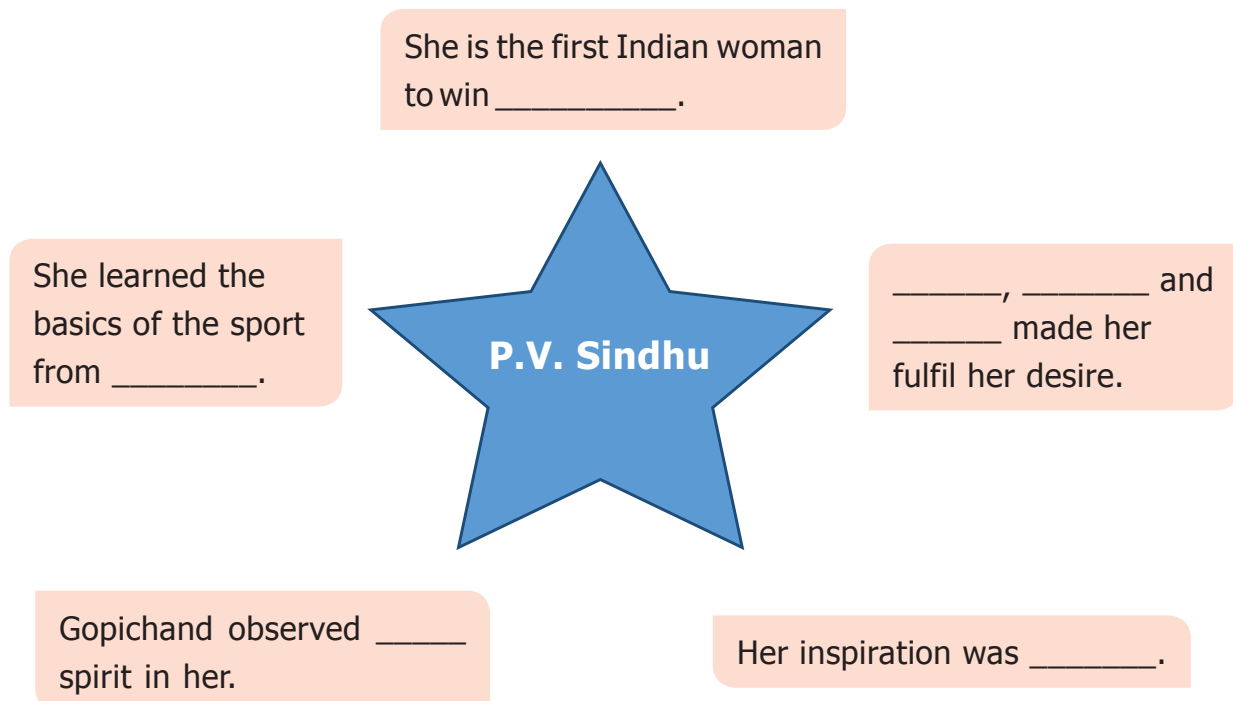 She is the first Indian woman
to win __________.
She learned the
basics of the sport
from ________.
P.V. Sindhu
______, _______ and
______ made her
fulfil her desire.
Gopichand observed _____
spirit in her.
Her inspiration was _______.